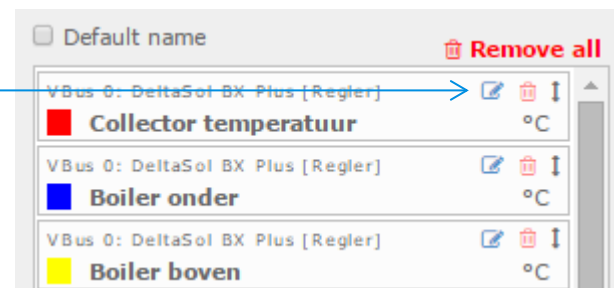 Default name
Remove all
VBus 0: DeltaSol BX Plus [Regler]
Collector temperatuur °C
VBus 0: DeltaSol BX Plus [Regler]
Boiler onder °C
VBus 0: DeltaSol BX Plus [Regler]
Boiler boven °C